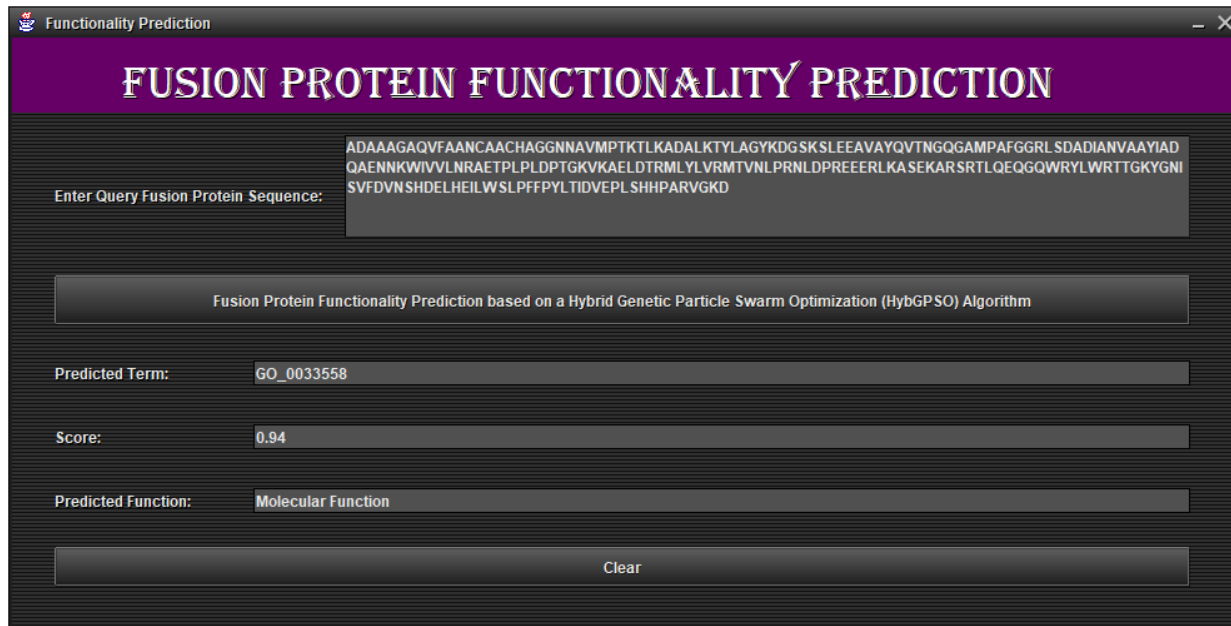 Functionality Prediction
FUSION PROTEIN FUNCTIONALITY PREDICTION
Enter Query Fusion Protein Sequence:
ADAAAGAQVFAANCAACHAGGNNAVMPTKTLKADALKTYLAGYKDGSKSLEEAVAYQVTNGQGAMPAFGGRLSDADIANVAAYIAD
QAENNKWIVVLNRAETPLPLDPTGKVKAELDTRMLYLVRMTVNLPRNLDPREEERLKASEKARSRTLQEQGQWRYLWRTTGKYGNI
SVFDVNSHDELHEILWSLPFFPYLTIDVEPLSHHPARVGKD
Fusion Protein Functionality Prediction based on a Hybrid Genetic Particle Swarm Optimization (HybGPSO) Algorithm
Predicted Term:
GO_0033558
Score:
0.94
Predicted Function:
Molecular Function
Clear